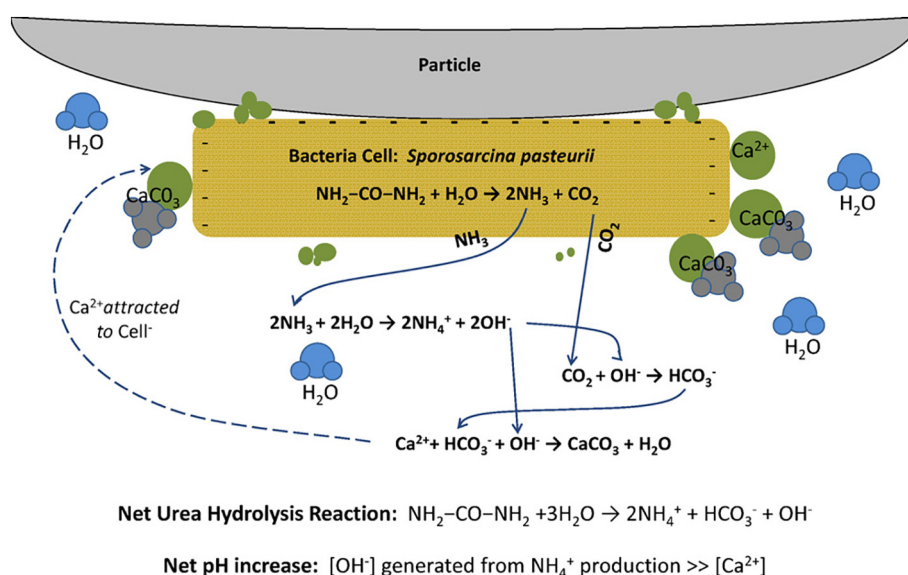 Particle
H₂O
Bacteria Cell: Sporosarcina pasteurii
Ca²⁺
NH₂–CO–NH₂ + H₂O → 2NH₃ + CO₂
H₂O
CaC0₃
CaCO₃
NH₃
CO₂
CaC0₃
Ca²⁺attracted
to Cell⁻
2NH₃ + 2H₂O → 2NH₄⁺ + 2OH⁻
H₂O
H₂O
CO₂ + OH⁻ → HCO₃⁻
Ca²⁺+ HCO₃⁻ + OH⁻ → CaCO₃ + H₂O
Net Urea Hydrolysis Reaction: NH₂–CO–NH₂ +3H₂O → 2NH₄⁺ + HCO₃⁻ + OH⁻
Net pH increase: [OH⁻] generated from NH₄⁺ production >> [Ca²⁺]